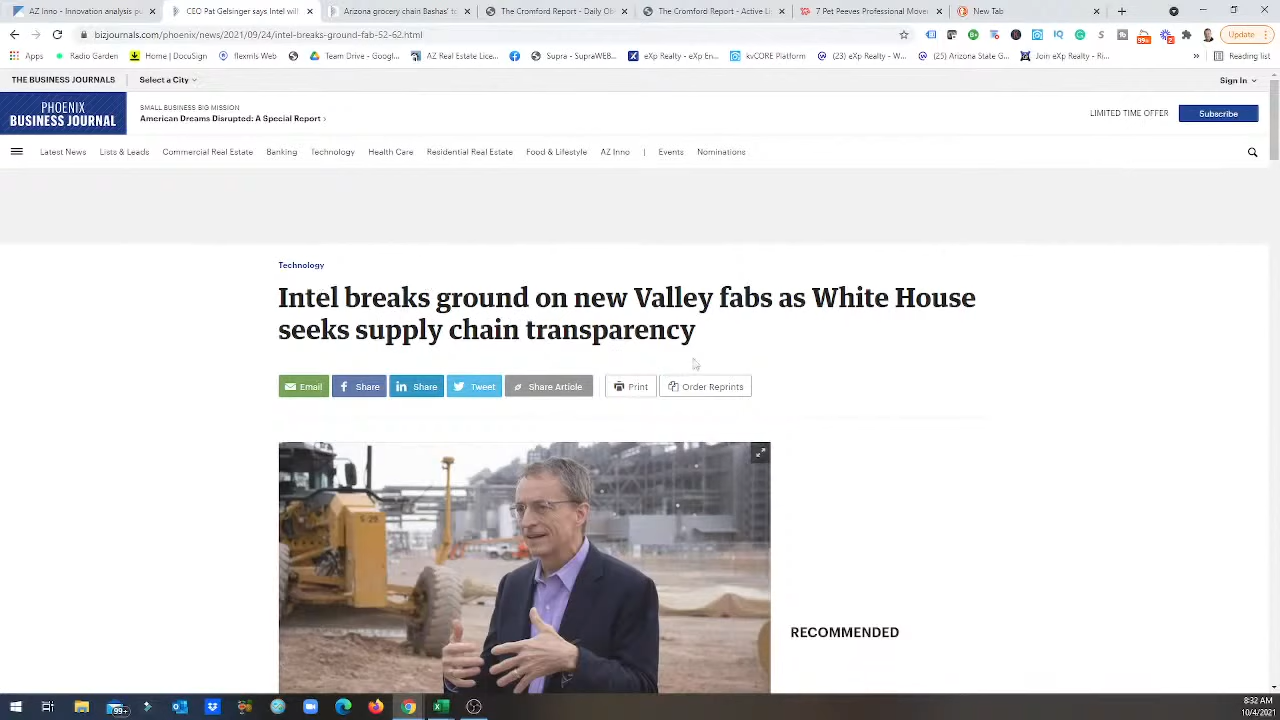 AZ Inno - Innovation analysis pu
CEO Pat Gelsinger says Intel will
Arizona grocery chain Bashas' to
The Cromford Report - Daily Ob
The Cromford Report - Active Li
7 Pet Peeves Professional Mover
New Tab
bizjournals.com/phoenix/news/2021/09/24/intel-breaks-ground-fab-52-62.html
Update
Apps
Radio Garden
Home | DocuSign
flexmls Web
Team Drive - Googl...
AZ Real Estate Lice...
Supra - SupraWEB...
eXp Realty - eXp En...
kvCORE Platform
(23) eXp Realty - W...
(25) Arizona State G...
Join eXp Realty - Ri...
Reading list
THE BUSINESS JOURNALS
Select a City
Sign In
PHOENIX
BUSINESS JOURNAL
SMALL BUSINESS BIG MISSION
American Dreams Disrupted: A Special Report ›
LIMITED TIME OFFER
Subscribe
Latest News
Lists & Leads
Commercial Real Estate
Banking
Technology
Health Care
Residential Real Estate
Food & Lifestyle
AZ Inno
|
Events
Nominations
Technology
Intel breaks ground on new Valley fabs as White House
seeks supply chain transparency
Email
Share
Share
Tweet
Share Article
Print
Order Reprints
RECOMMENDED
8:32 AM
10/4/2021